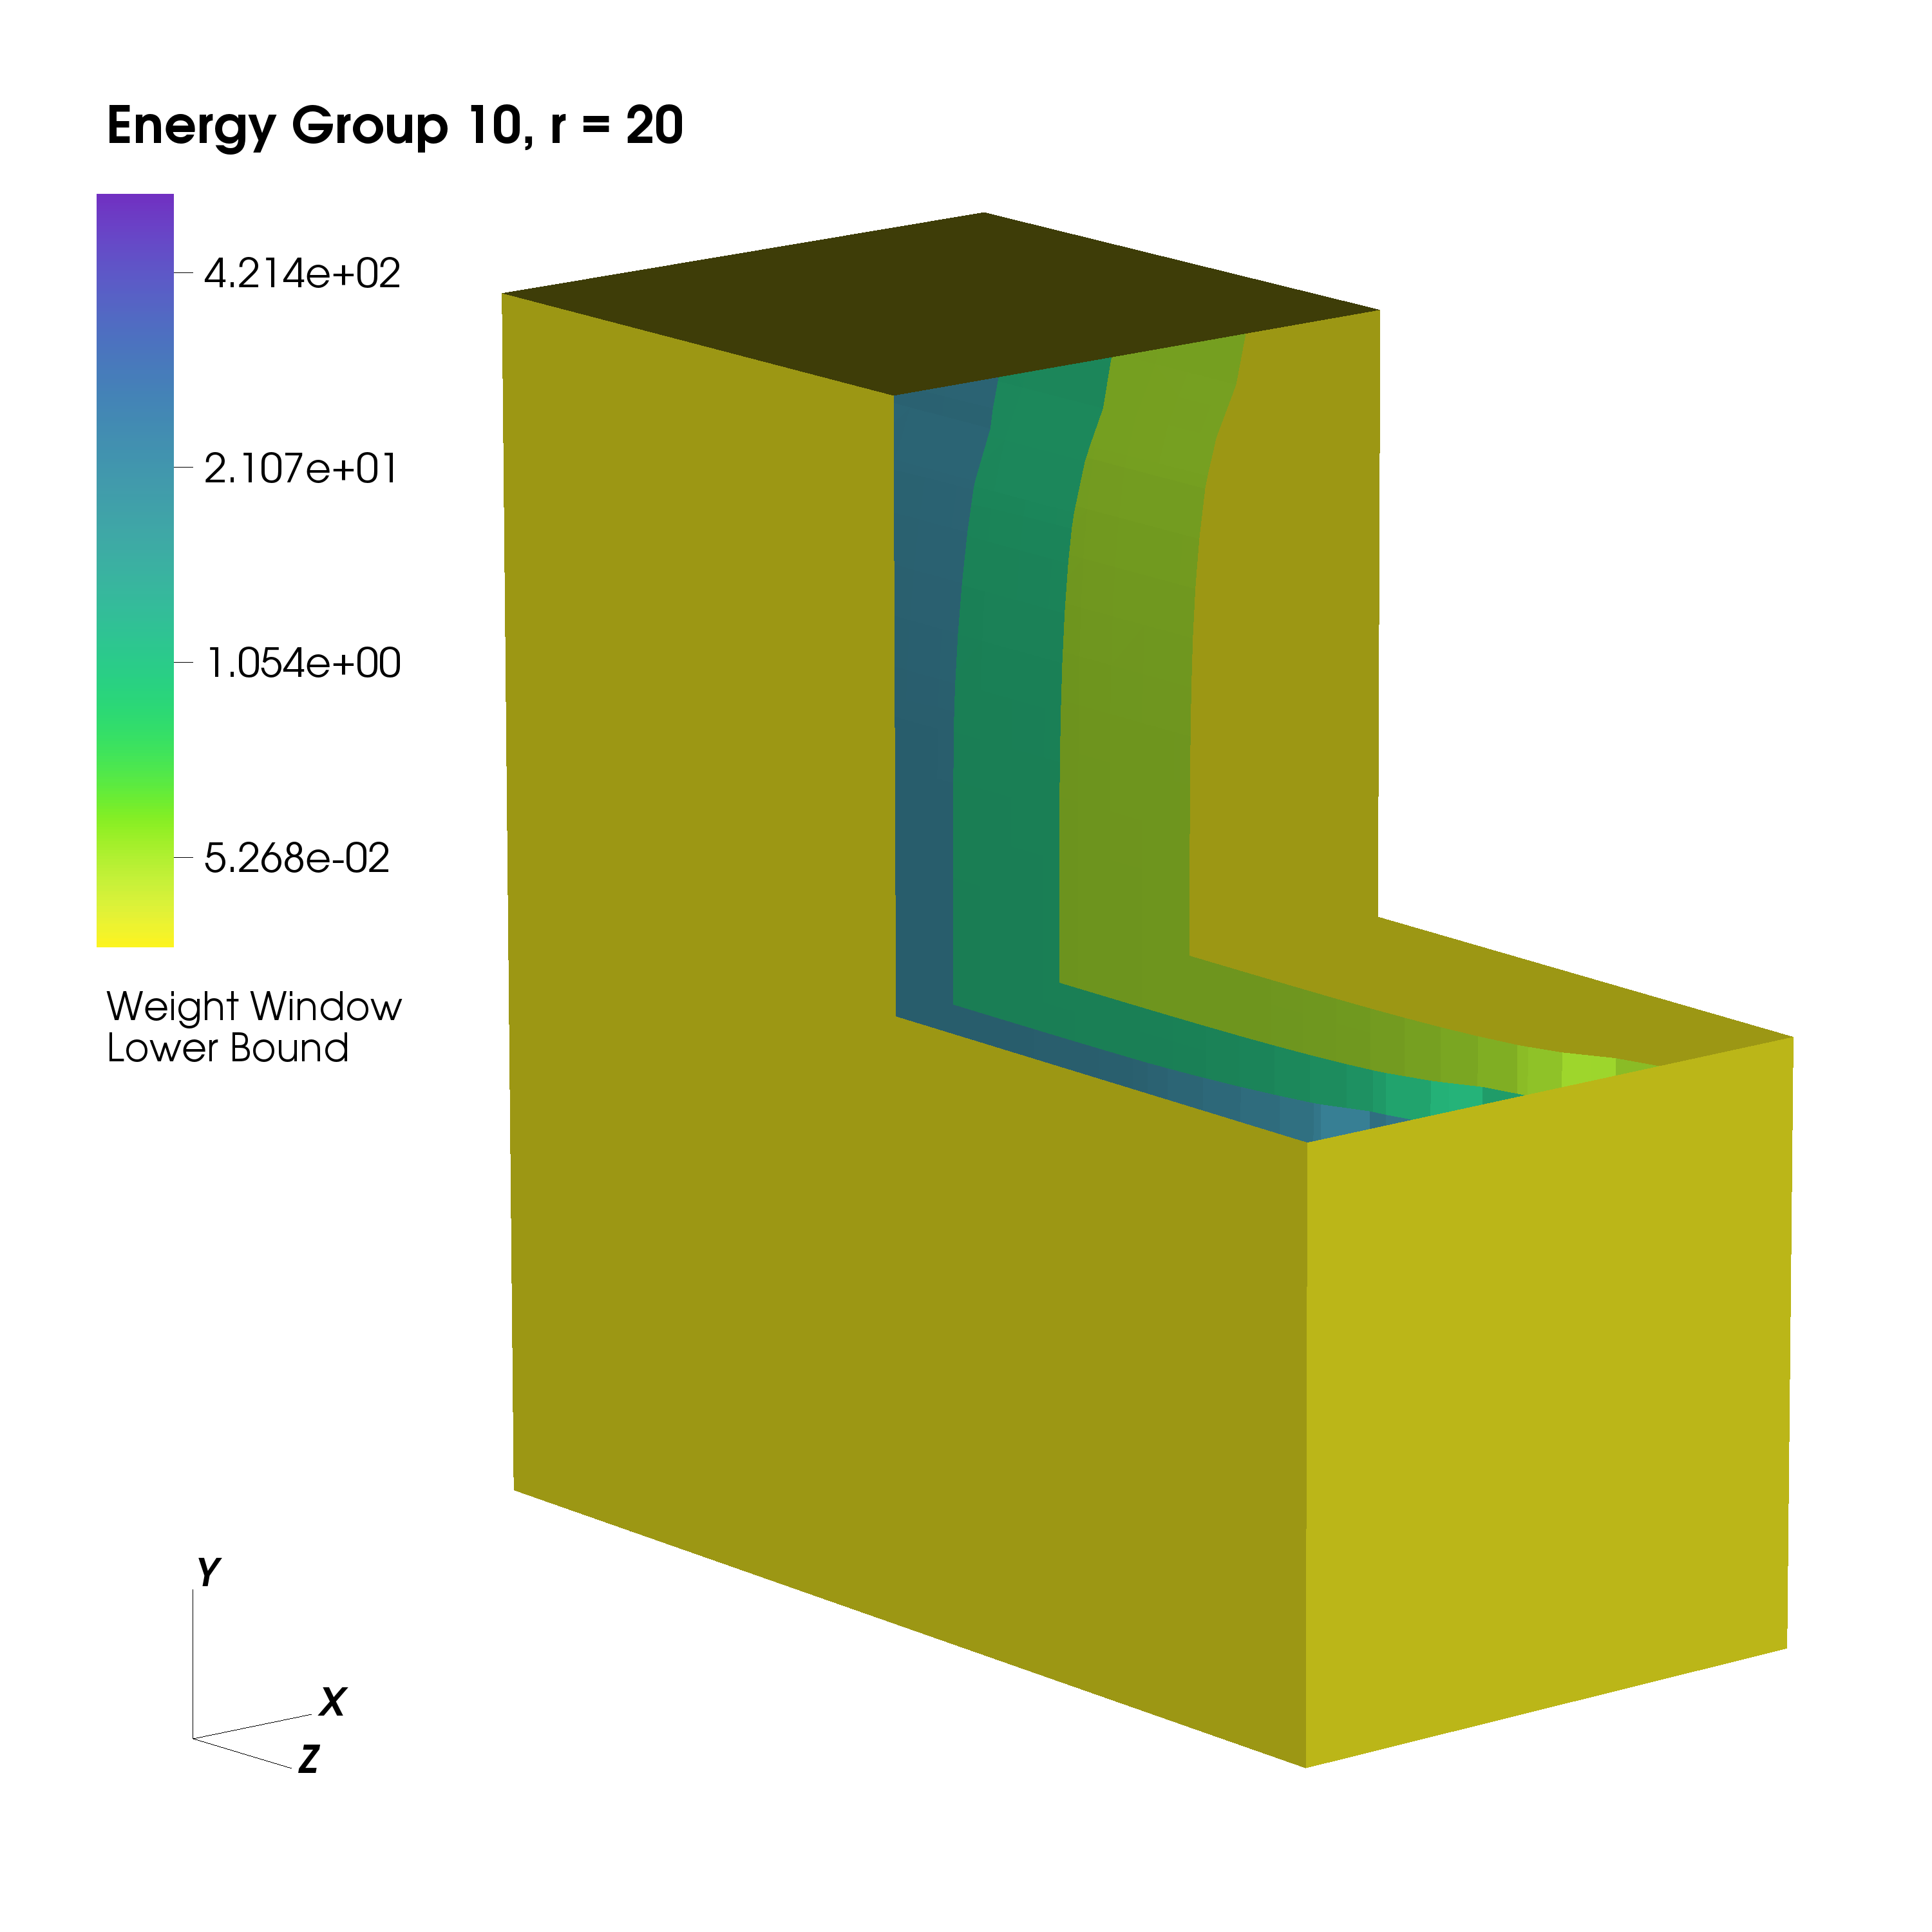 Energy Group 10, r = 20
4.214e+02
2.107e+01
1.054e+00
5.268e-02
Weight Window
Lower Bound
Y
X
Z